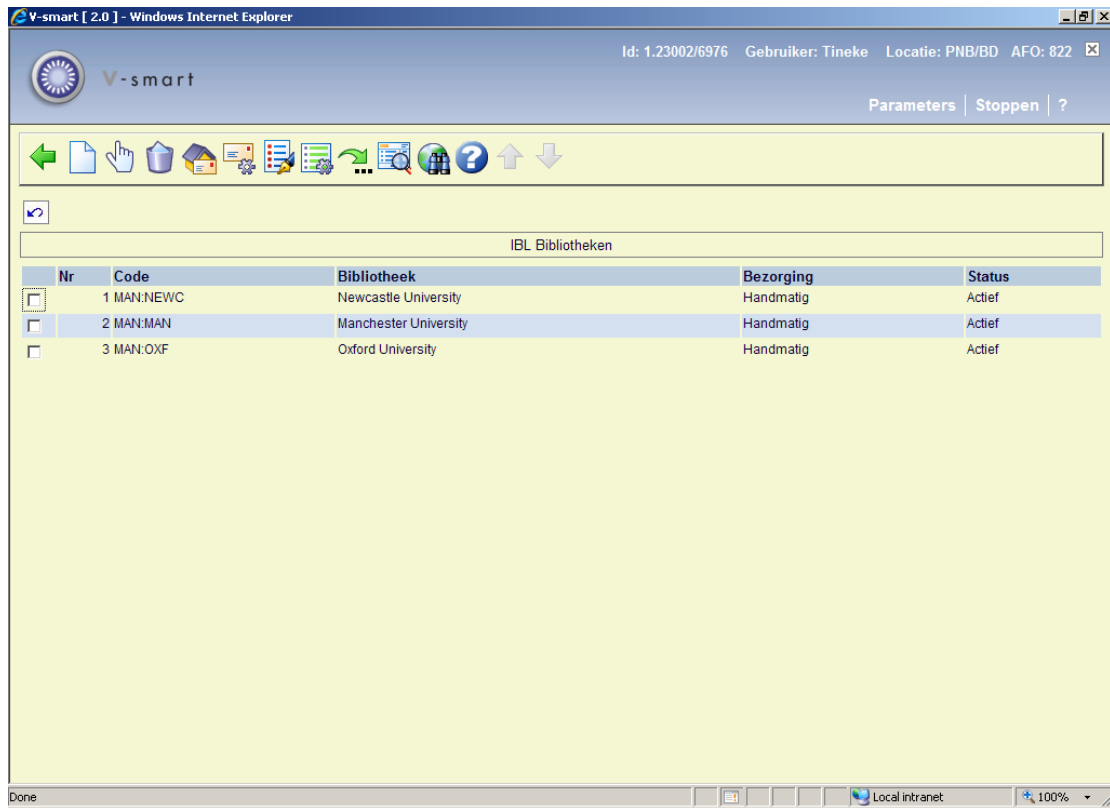 V-smart [ 2.0 ] - Windows Internet Explorer
Id: 1.23002/6976 Gebruiker: Tineke Locatie: PNB/BD AFO: 822
V-smart
Parameters Stoppen ?
IBL Bibliotheken
Nr Code Bibliotheek Bezorging Status
1 MAN:NEWC Newcastle University Handmatig Actief
2 MAN:MAN Manchester University Handmatig Actief
3 MAN:OXF Oxford University Handmatig Actief
Done Local intranet 100%